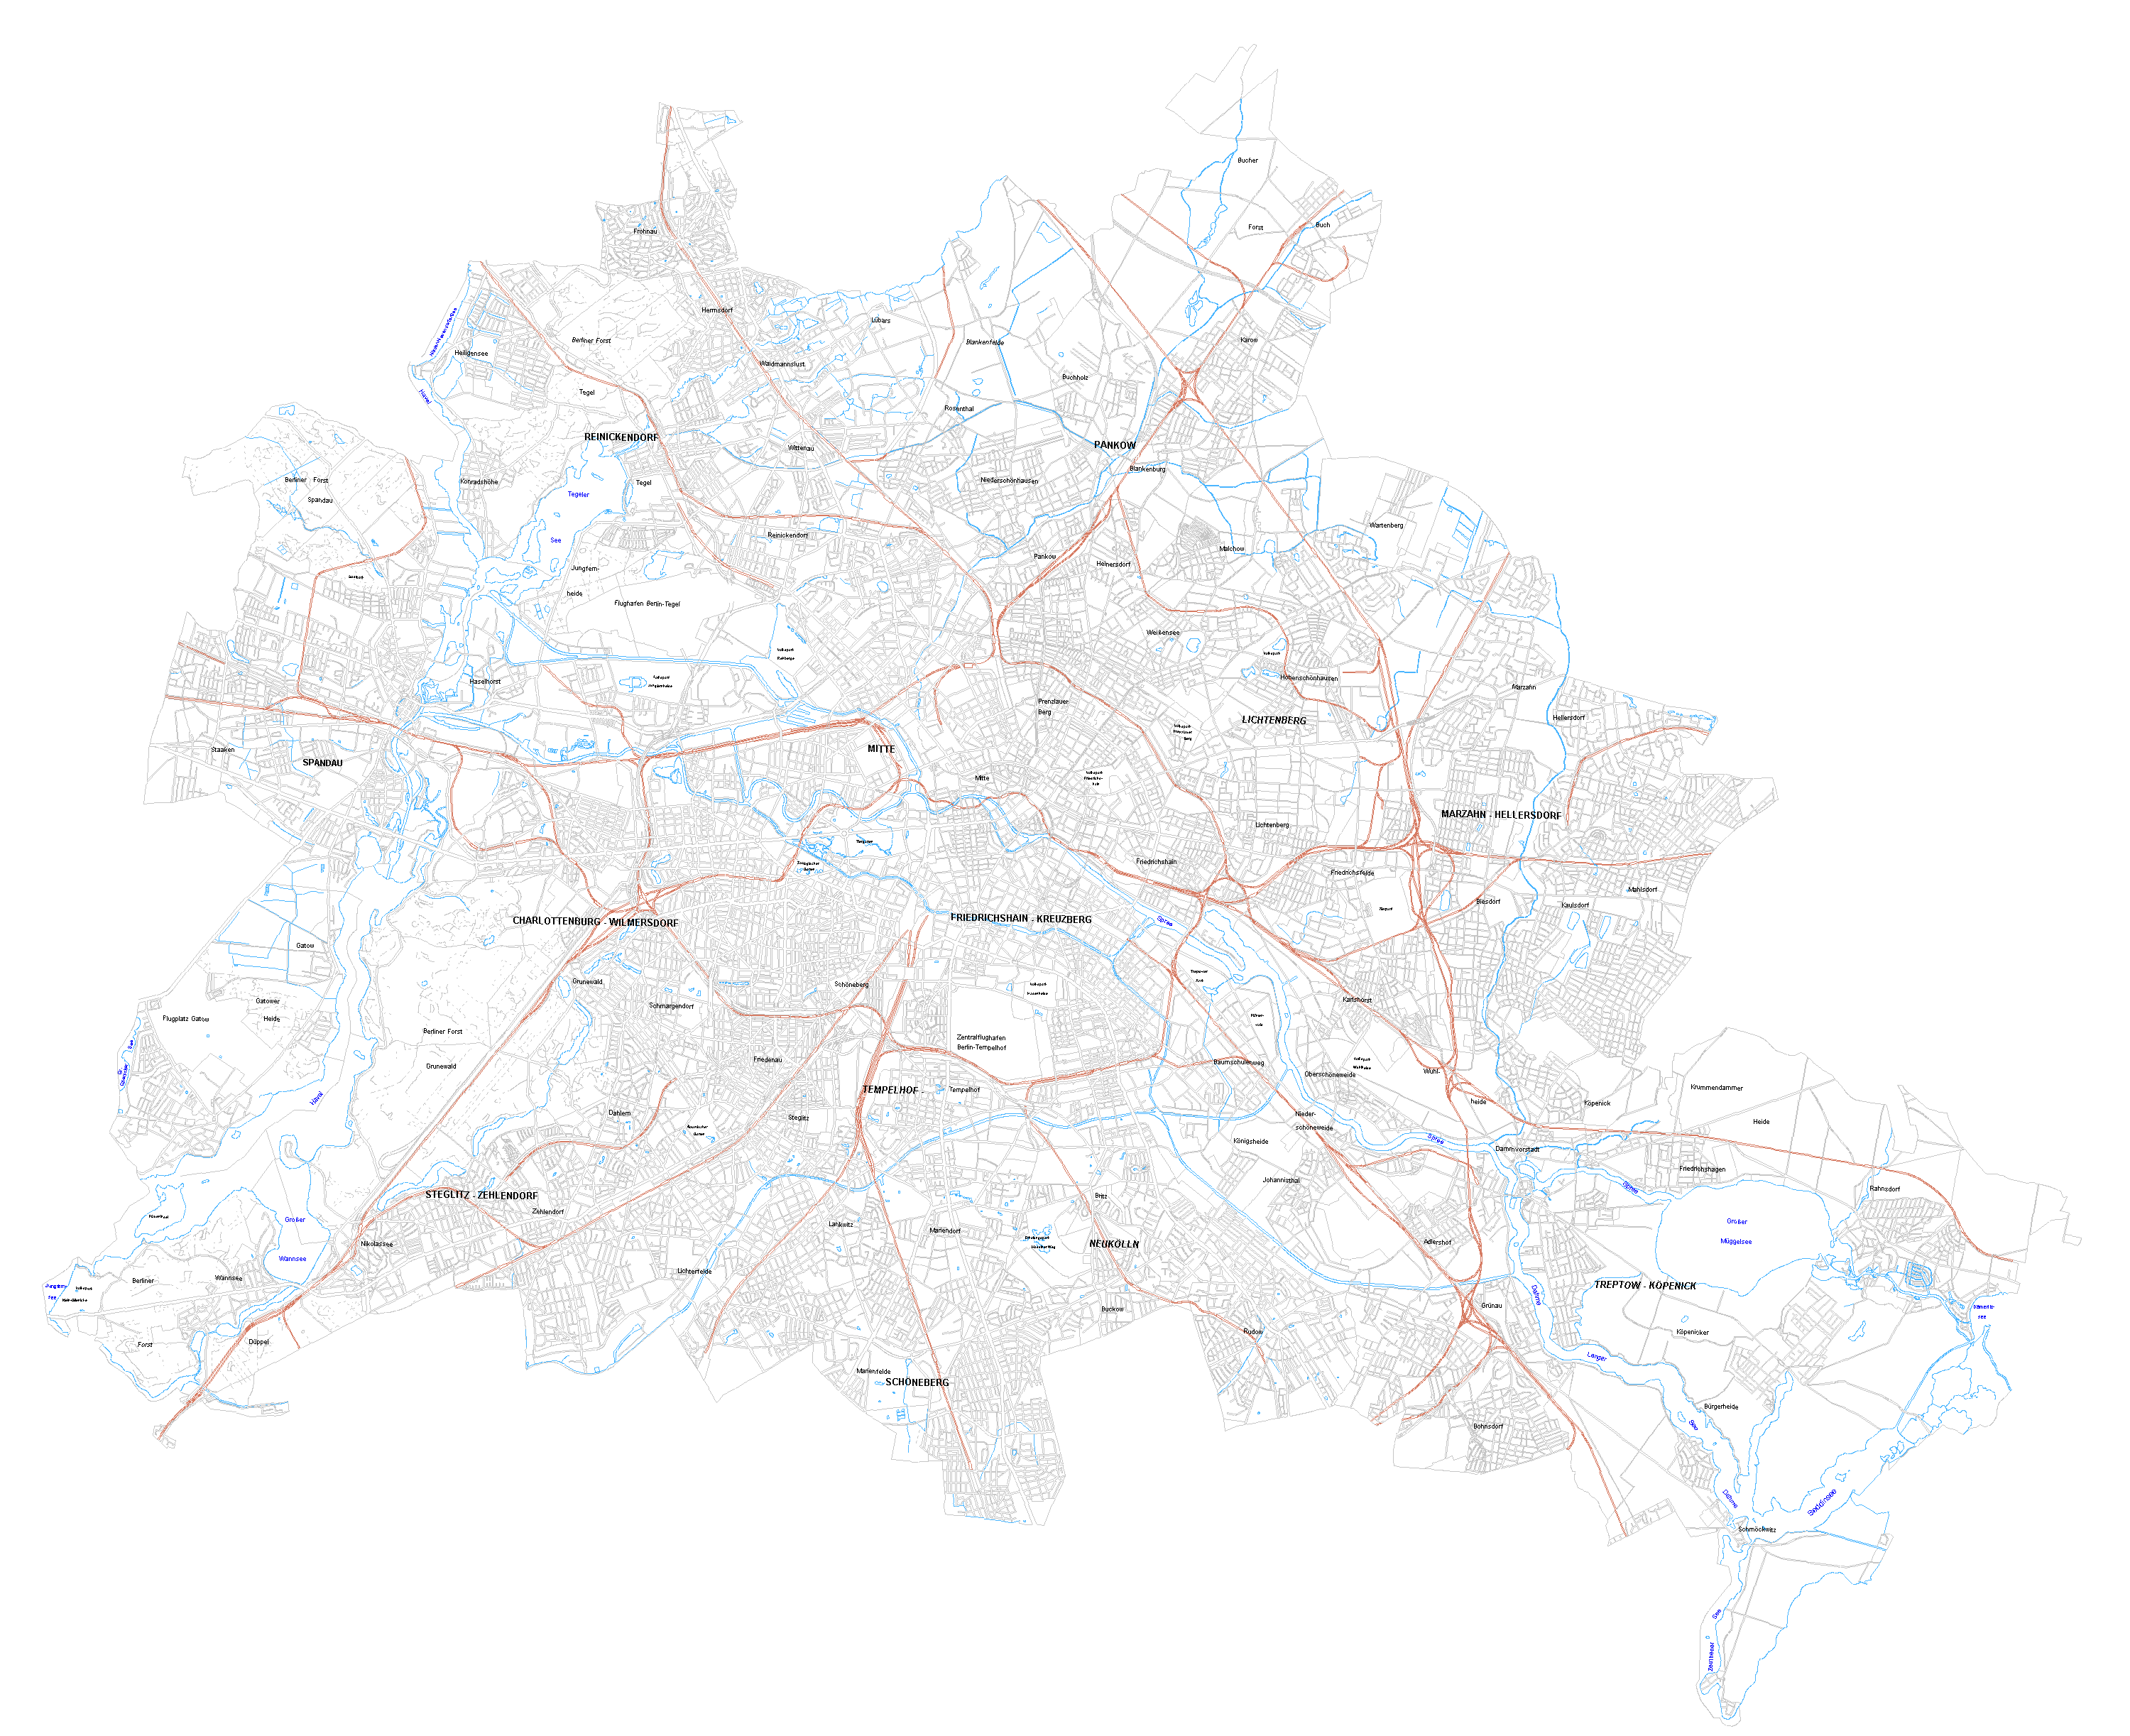 Bucher
Forst
Buch
Frohnau
Hermsdorf
Lübars
Berliner Forst
Heiligensee
Blankenfelde
Karow
Waldmannslust.
Buchholz
Havel
Tegel
Rosenthal
REINICKENDORF
PANKOW
Wittenau
Blankenburg
Berliner Forst
Spandau
Konradshöhe
Tegel
Niederschönhausen
Tegeler
See
Wartenberg
Reinickendorf
Malchow
Pankow
Heinersdorf
Jungfern-
heide
Flughafen Berlin-Tegel
Weißensee
Haselhorst
Hohenschönhausen
Marzahn
Prenzlauer
Berg
LICHTENBERG
Hellersdorf
Staaken
SPANDAU
MITTE
Mitte
MARZAHN - HELLERSDORF
Lichtenberg
Tiergarten
Friedrichshain
Friedrichsfelde
Mahlsdorf
Biesdorf
Kaulsdorf
CHARLOTTENBURG - WILMERSDORF
FRIEDRICHSHAIN - KREUZBERG
Spree
Gatow
Grunewald
Schöneberg
Schmargendorf
Karlshorst
Gatower
Heide
Flugplatz Gatow
Berliner Forst
Grunewald
Zentralflughafen
Berlin-Tempelhof
Friedenau
Baumschulenweg
Oberschöneweide
Wuhl-
heide
Krummendammer
Heide
Köpenick
TEMPELHOF -
Tempelhof
Havel
Dahlem
Steglitz
Nieder-
schöneweide
Königsheide
Spree
Dammvorstadt
Friedrichshagen
Johannisthal
STEGLITZ - ZEHLENDORF
Zehlendorf
Britz
Spree
Rahnsdorf
Großer
Wannsee
Lankwitz
Mariendorf
NEUKÖLLN
Adlershof
Großer
Müggelsee
Nikolassee
Lichterfelde
Berliner
Forst
Wannsee
TREPTOW - KÖPENICK
Dahme
Buckow
Grünau
Düppel
Rudow
Köpenicker
Langer
See
Marienfelde
SCHÖNEBERG
Bürgerheide
Bohnsdorf
Dahme
Seddinsee
Schmöckwitz
Zeuthener
See